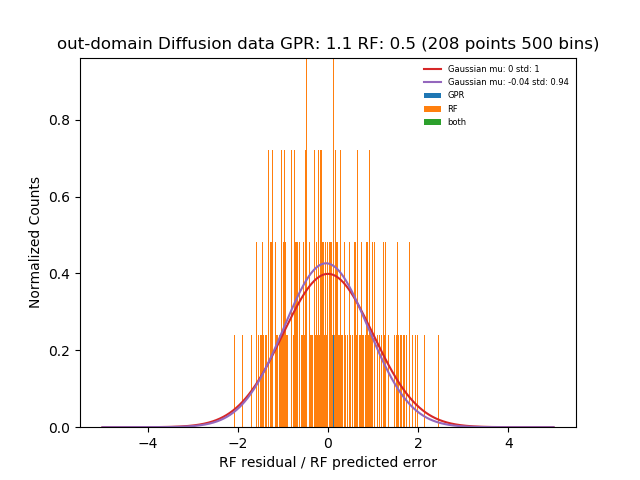 out-domain Diffusion data GPR: 1.1 RF: 0.5 (208 points 500 bins)
Gaussian mu: 0 std: 1
Gaussian mu: -0.04 std: 0.94
GPR
RF
both
Normalized Counts
0.8
0.6
0.4
0.2
0.0
−4 −2 0 2 4
RF residual / RF predicted error